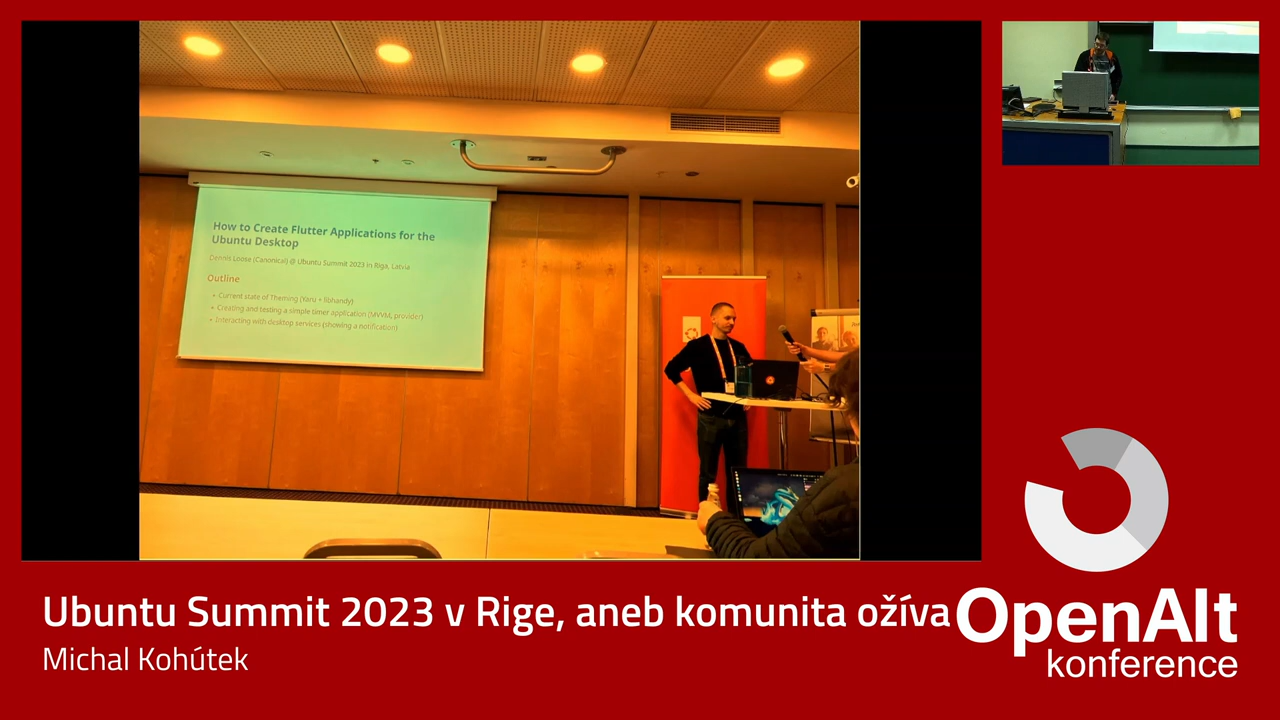 How to Create Flutter Applications for the
Ubuntu Desktop
Dennis Loose (Canonical) @ Ubuntu Summit 2023 in Riga, Latvia
Outline
Current state of Theming (Yaru + libhandy)
Creating and testing a simple timer application (MVVM, provider)
Interacting with desktop services (showing a notification)
Ubuntu Summit 2023 v Rige, aneb komunita ožíva
Michal Kohútek
OpenAlt
konference